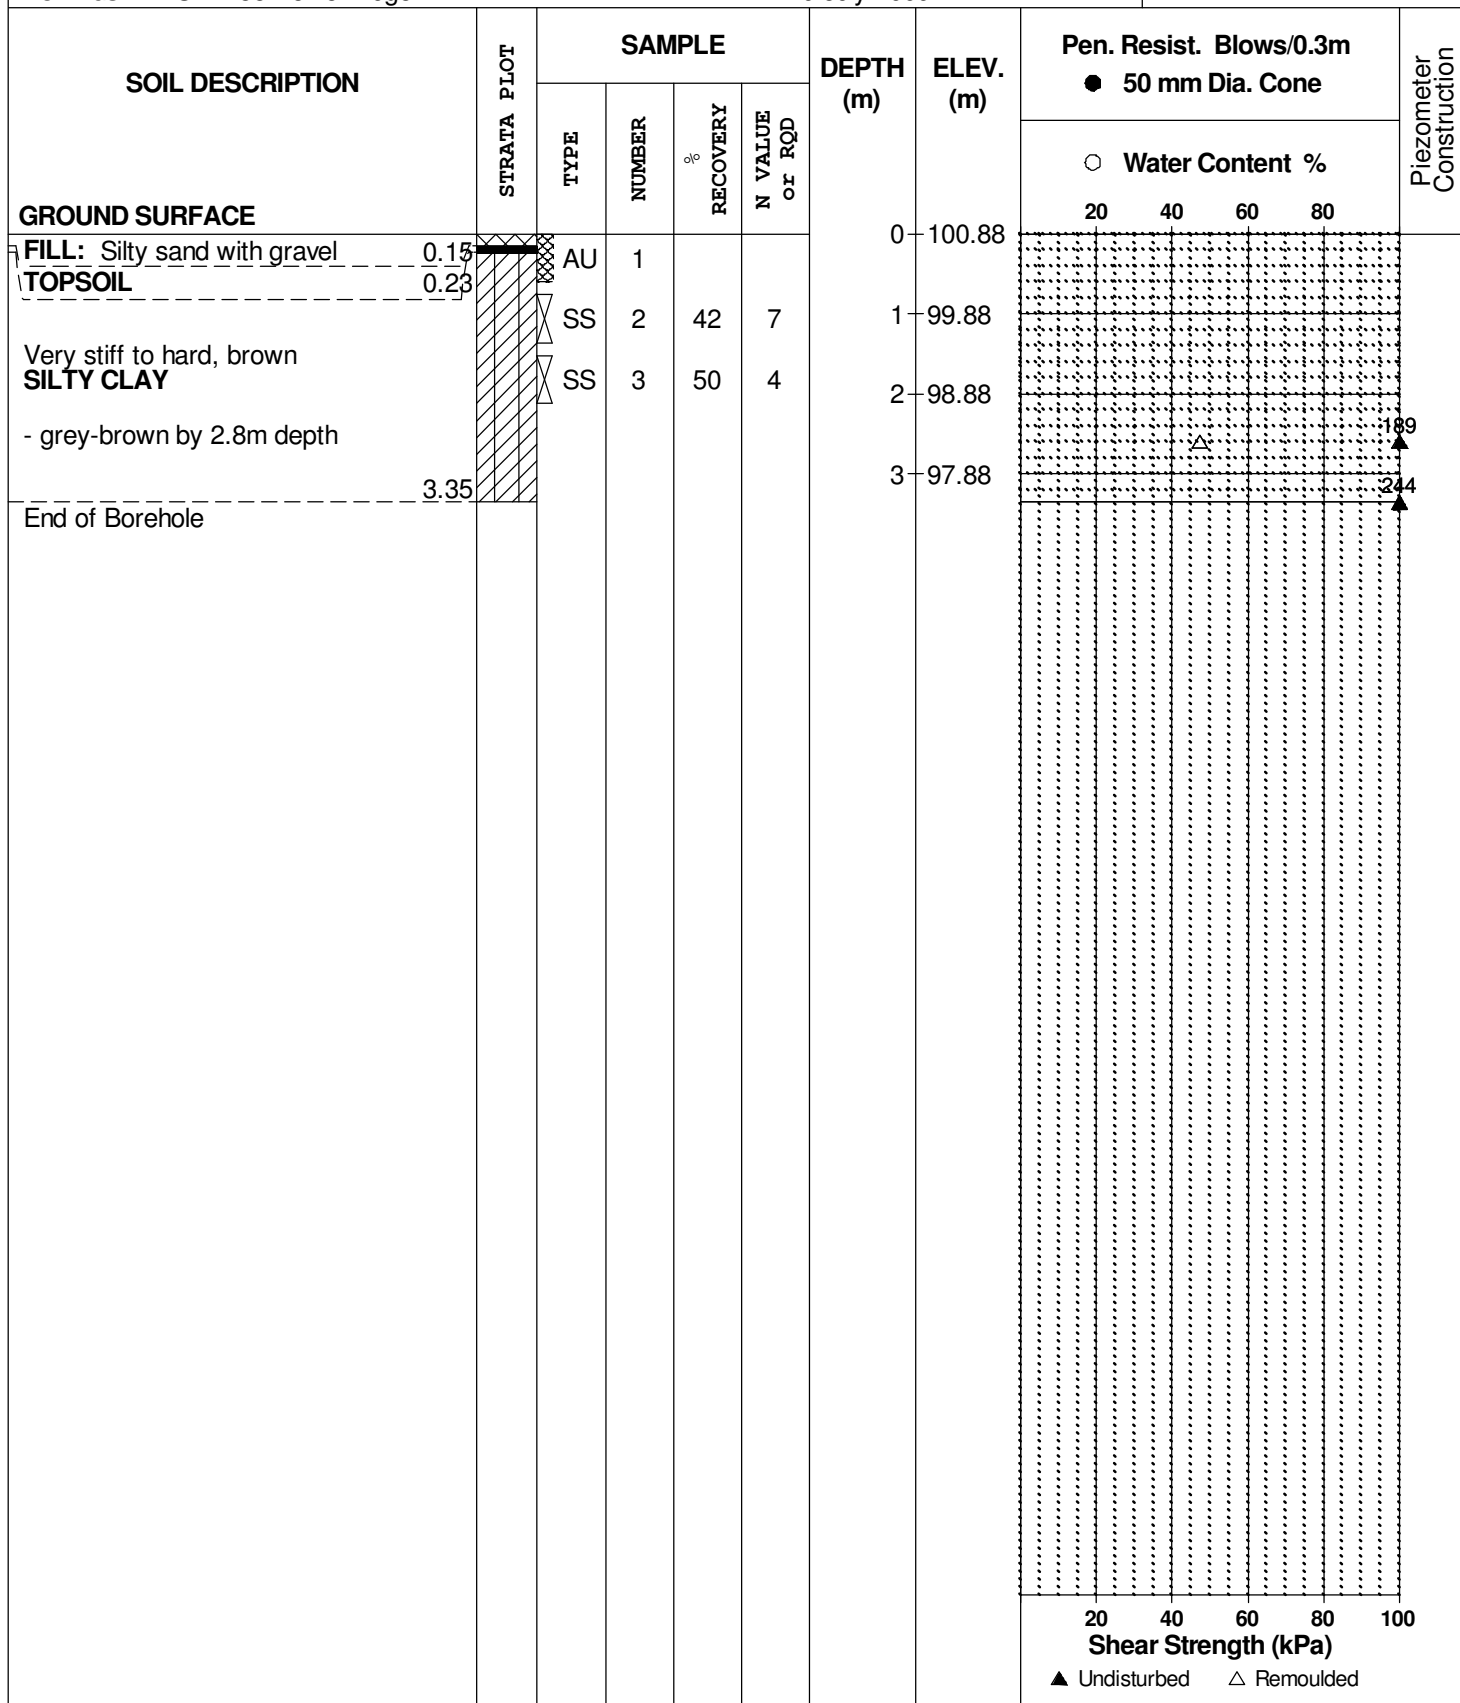 SOIL DESCRIPTION
GROUND SURFACE
STRATA PLOT
SAMPLE
TYPE
NUMBER
% RECOVERY
N VALUE or RQD
DEPTH (m)
ELEV. (m)
Pen. Resist. Blows/0.3m
● 50 mm Dia. Cone
○ Water Content %
20 40 60 80
Piezometer Construction
0 100.88
FILL: Silty sand with gravel 0.15
AU 1
TOPSOIL 0.23
SS 2 42 7
1 99.88
Very stiff to hard, brown
SILTY CLAY
SS 3 50 4
2 98.88
- grey-brown by 2.8m depth
189
3 97.88
3.35
244
End of Borehole
20 40 60 80 100
Shear Strength (kPa)
▲ Undisturbed △ Remoulded